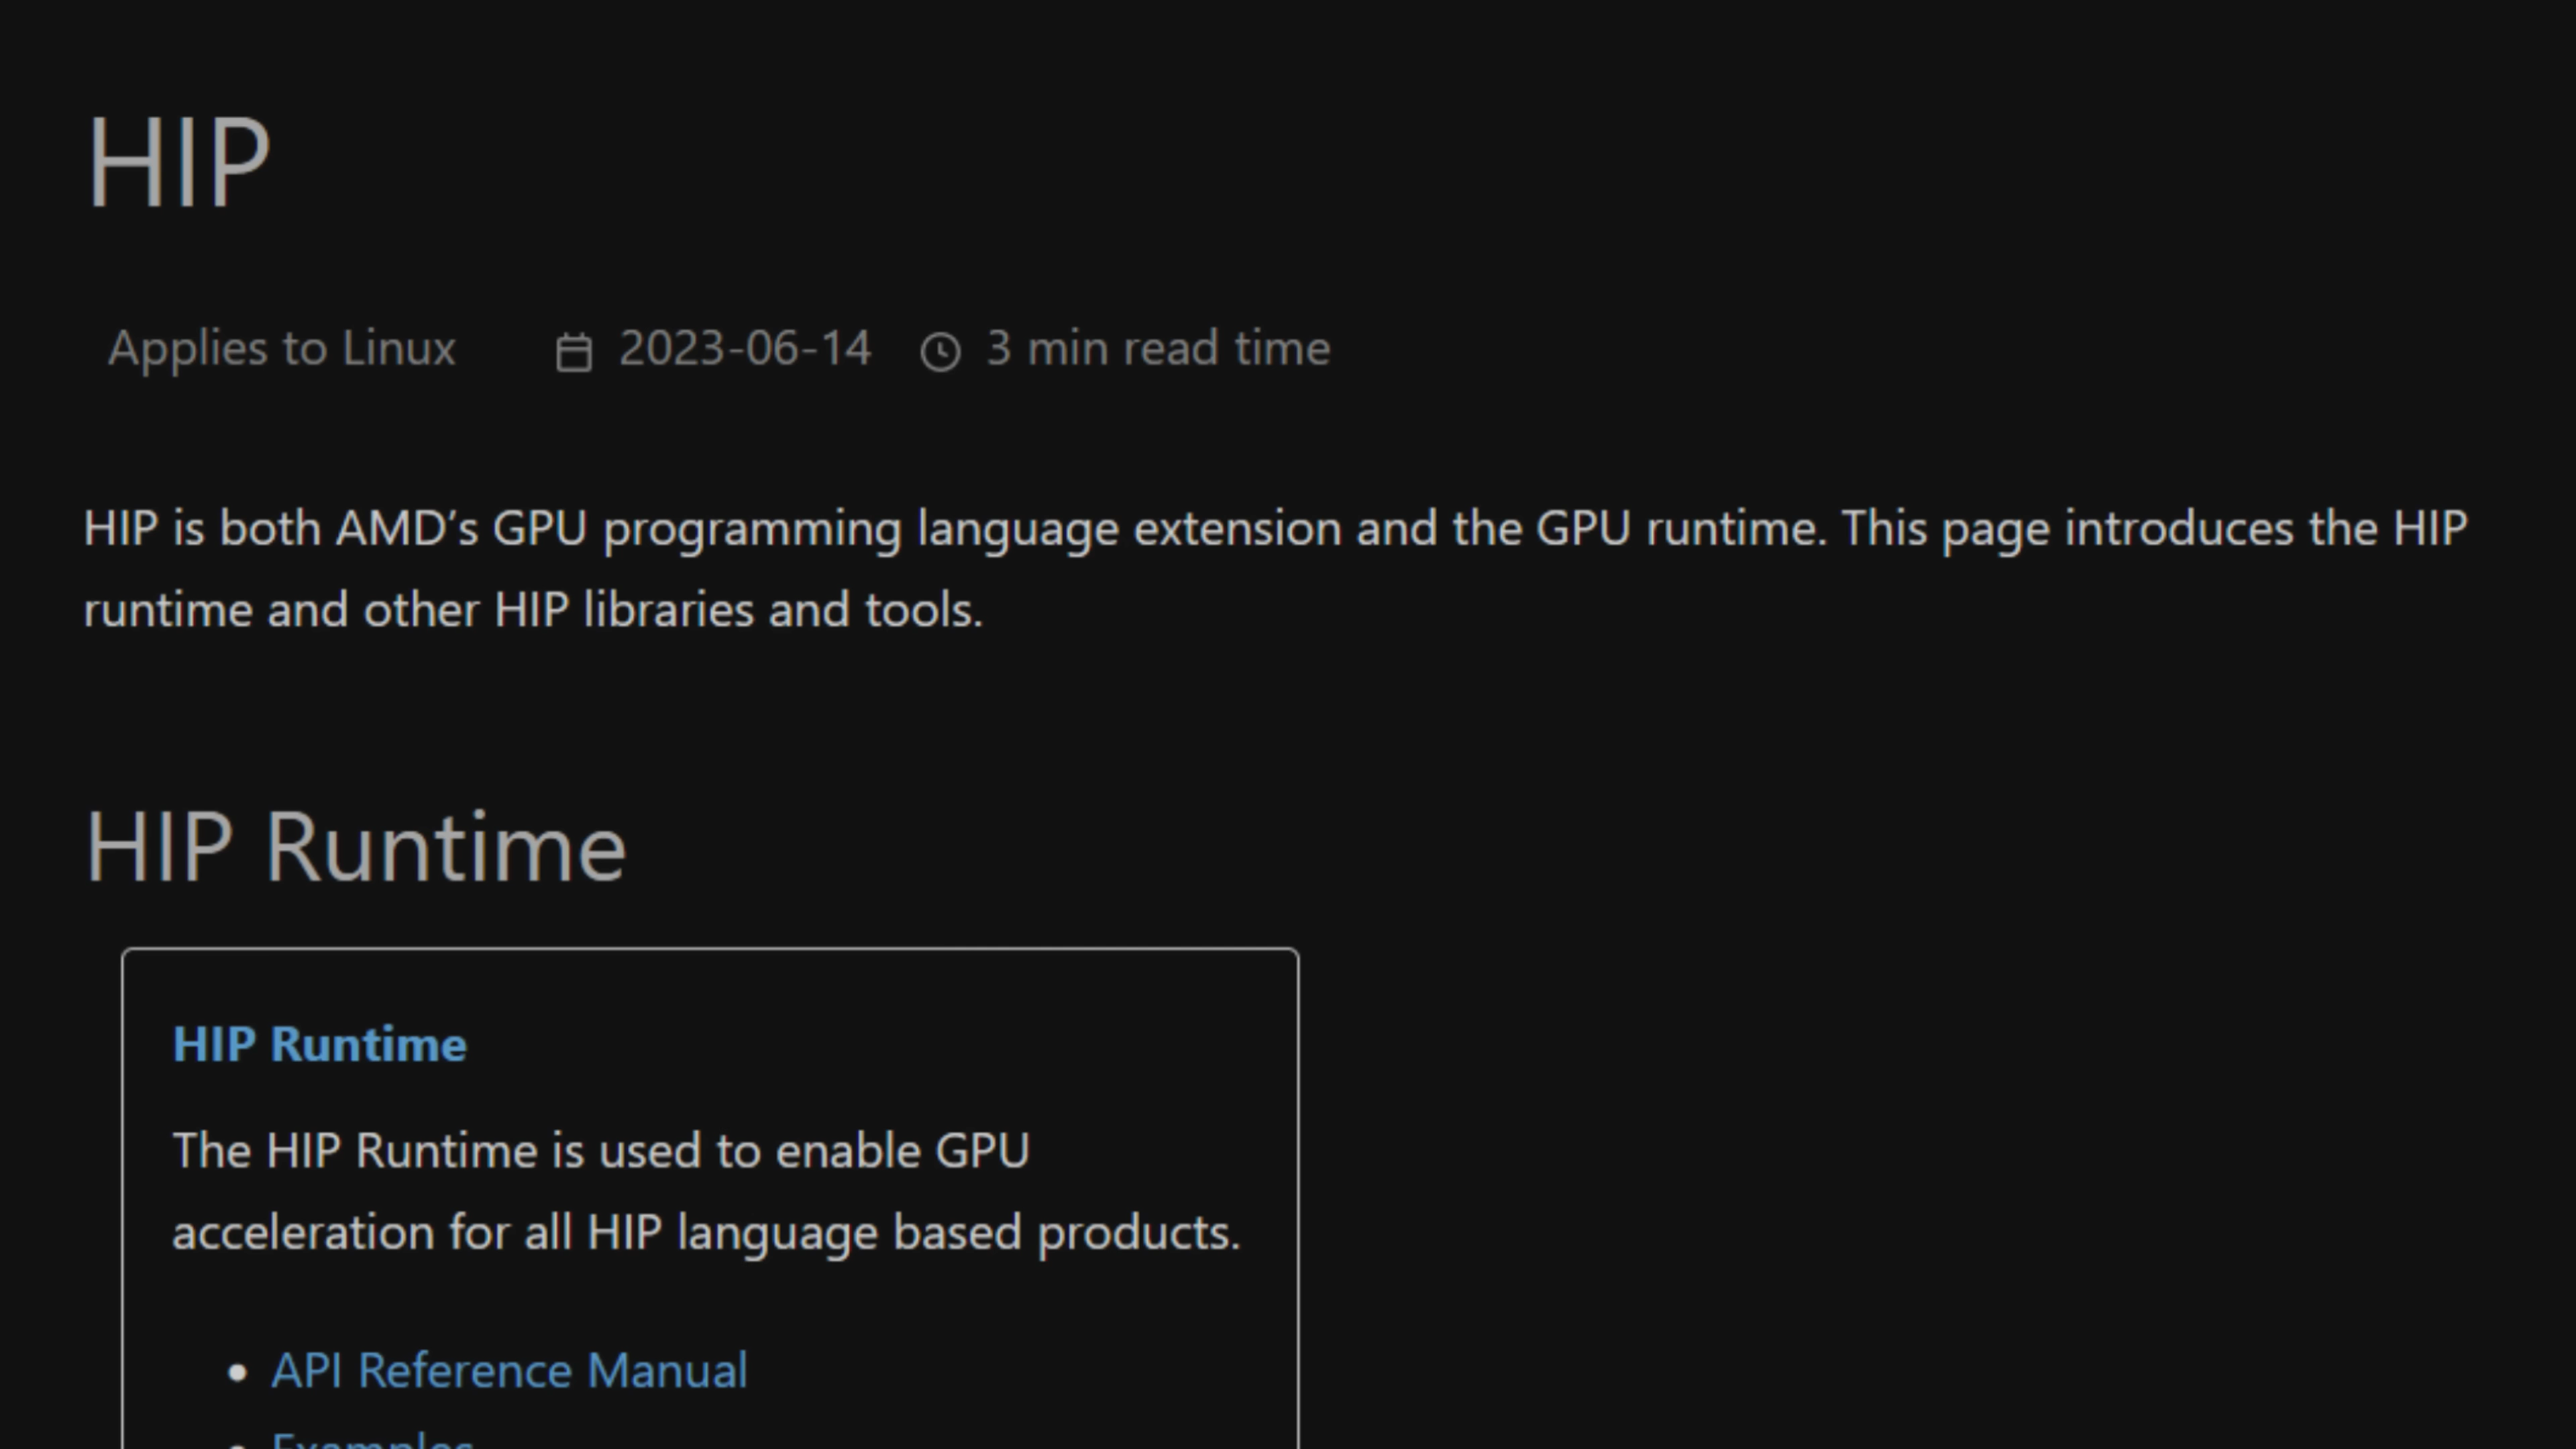 HIP
Applies to Linux 2023-06-14 3 min read time
HIP is both AMD’s GPU programming language extension and the GPU runtime. This page introduces the HIP
runtime and other HIP libraries and tools.
HIP Runtime
HIP Runtime
The HIP Runtime is used to enable GPU
acceleration for all HIP language based products.
• API Reference Manual
• Examples